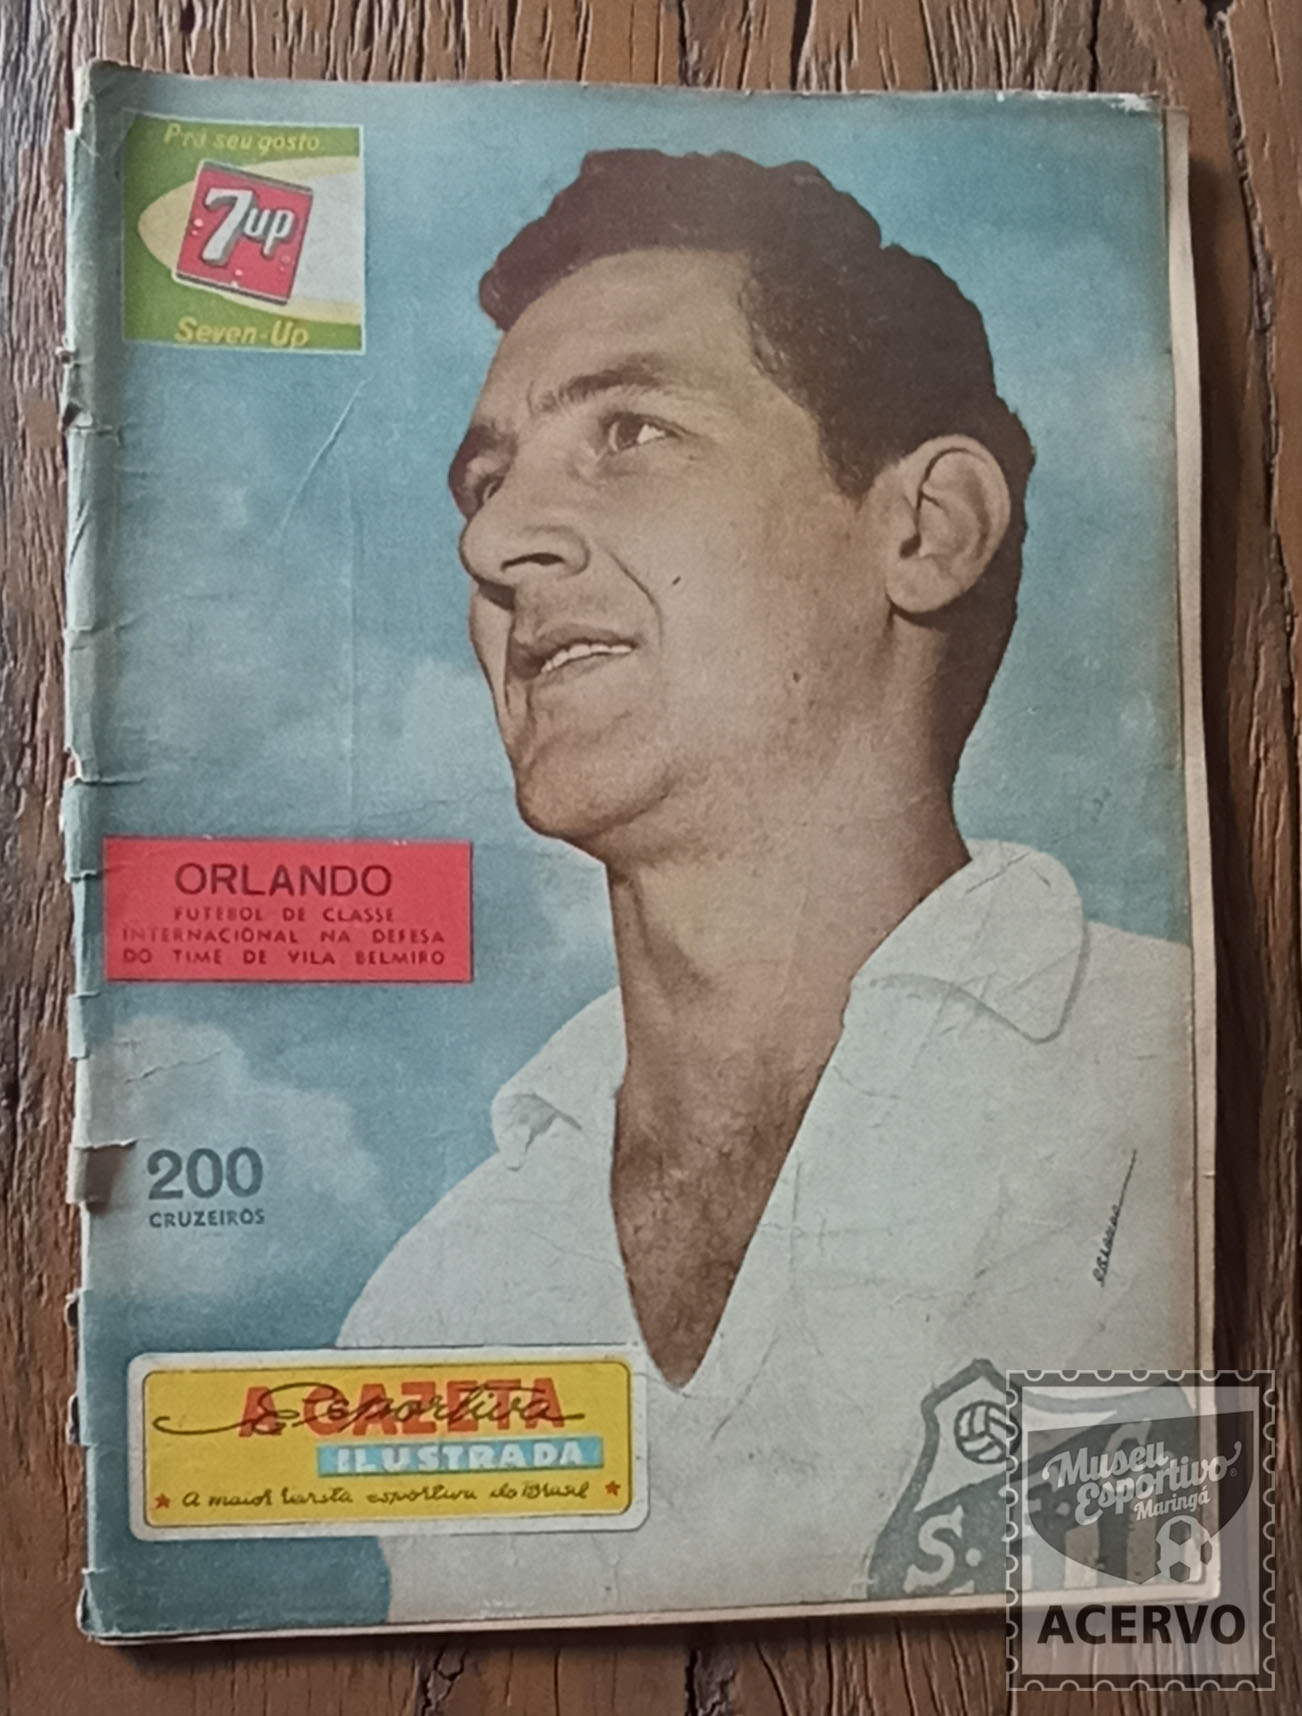 Prá seu gosto
7up
Seven-Up
ORLANDO
FUTEBOL DE CLASSE
INTERNACIONAL NA DEFESA
DO TIME DE VILA BELMIRO
200
CRUZEIROS
A GAZETA
Esportiva
ILUSTRADA
A maior revista esportiva do Brasil
S.
Museu
Esportivo
Maringá
ACERVO